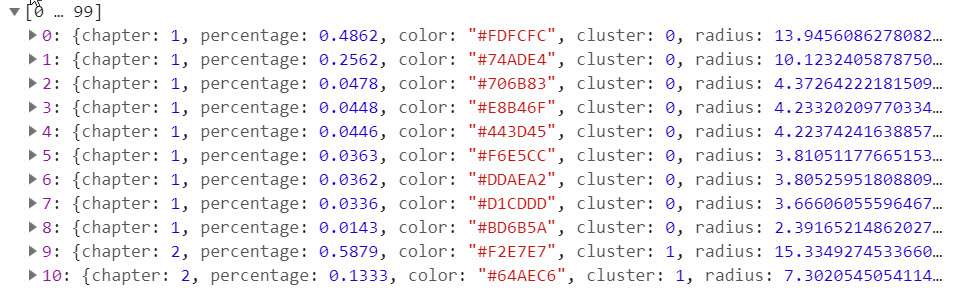 ▼[0 … 99]
▶0: {chapter: 1, percentage: 0.4862, color: "#FDFCFC", cluster: 0, radius: 13.9456086278082…
▶1: {chapter: 1, percentage: 0.2562, color: "#74ADE4", cluster: 0, radius: 10.1232405878750…
▶2: {chapter: 1, percentage: 0.0478, color: "#706B83", cluster: 0, radius: 4.37264222181509…
▶3: {chapter: 1, percentage: 0.0448, color: "#E8B46F", cluster: 0, radius: 4.23320209770334…
▶4: {chapter: 1, percentage: 0.0446, color: "#443D45", cluster: 0, radius: 4.22374241638857…
▶5: {chapter: 1, percentage: 0.0363, color: "#F6E5CC", cluster: 0, radius: 3.81051177665153…
▶6: {chapter: 1, percentage: 0.0362, color: "#DDAEA2", cluster: 0, radius: 3.80525951808809…
▶7: {chapter: 1, percentage: 0.0336, color: "#D1CDDD", cluster: 0, radius: 3.66606055596467…
▶8: {chapter: 1, percentage: 0.0143, color: "#BD6B5A", cluster: 0, radius: 2.39165214862027…
▶9: {chapter: 2, percentage: 0.5879, color: "#F2E7E7", cluster: 1, radius: 15.3349274533660…
▶10: {chapter: 2, percentage: 0.1333, color: "#64AEC6", cluster: 1, radius: 7.3020545054114…